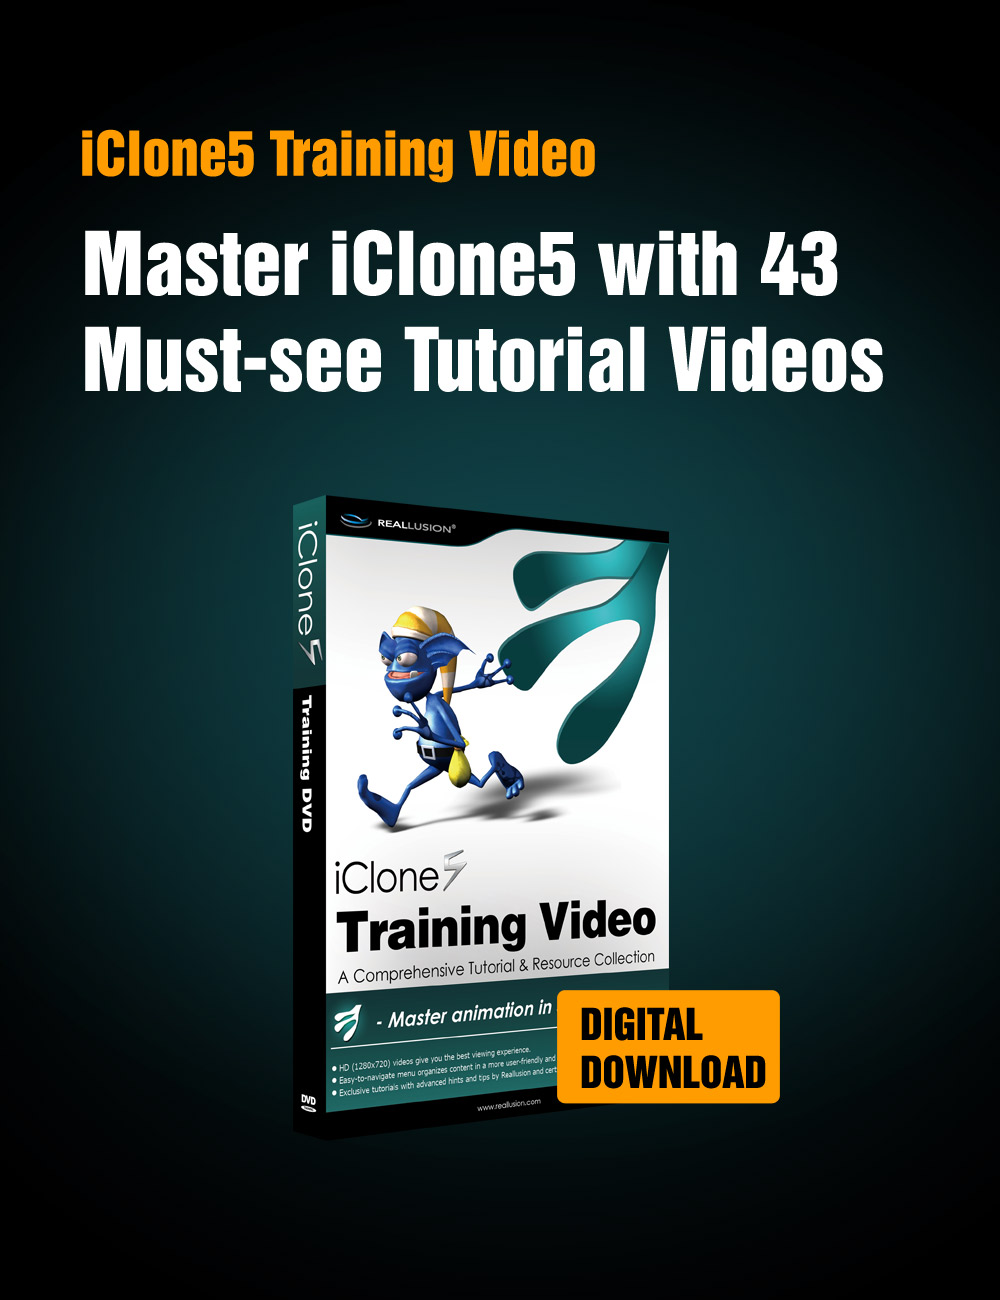 iClone5 Training Video
Master iClone5 with 43
Must-see Tutorial Videos
REALLUSION®
iClone5
Training DVD
DVD
iClone5
Training Video
A Comprehensive Tutorial & Resource Collection
- Master animation in
● HD (1280x720) videos give you the best viewing experience.
● Easy-to-navigate menu organizes content in a more user-friendly and
● Exclusive tutorials with advanced hints and tips by Reallusion and
www.reallusion.com
DIGITAL
DOWNLOAD